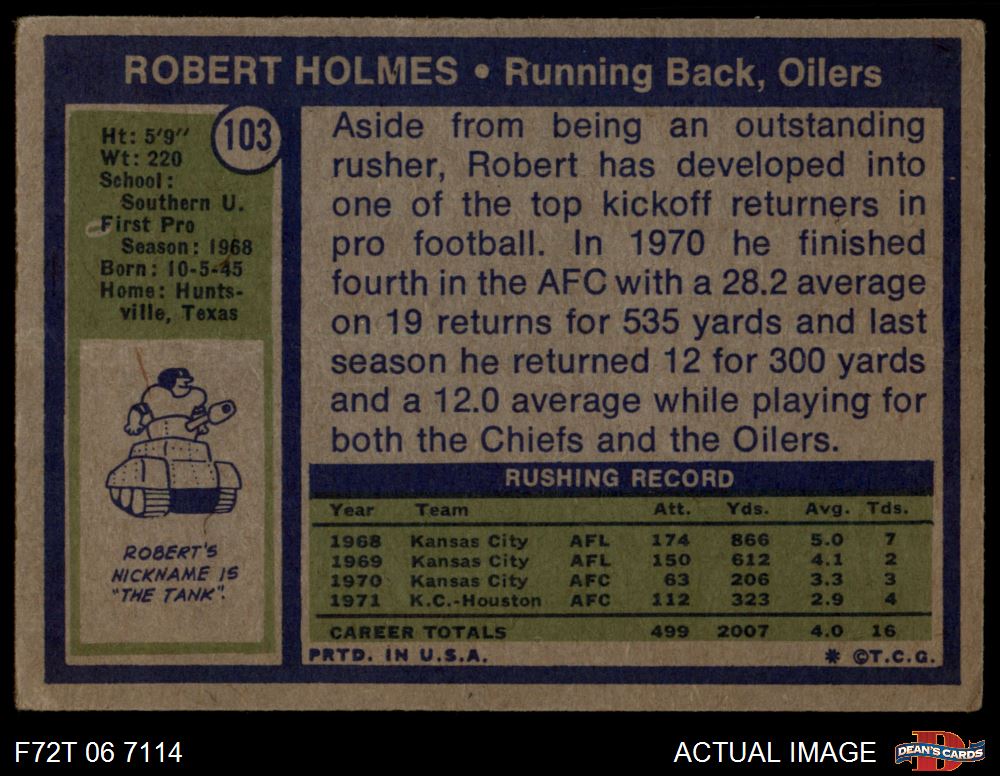 ROBERT HOLMES • Running Back, Oilers
103
Ht: 5'9"
Wt: 220
School:
Southern U.
First Pro
Season: 1968
Born: 10-5-45
Home: Hunts-
ville, Texas
ROBERT'S
NICKNAME IS
"THE TANK".
Aside from being an outstanding
rusher, Robert has developed into
one of the top kickoff returners in
pro football. In 1970 he finished
fourth in the AFC with a 28.2 average
on 19 returns for 535 yards and last
season he returned 12 for 300 yards
and a 12.0 average while playing for
both the Chiefs and the Oilers.
RUSHING RECORD
Year Team Att. Yds. Avg. Tds.
1968 Kansas City AFL 174 866 5.0 7
1969 Kansas City AFL 150 612 4.1 2
1970 Kansas City AFC 63 206 3.3 3
1971 K.C.-Houston AFC 112 323 2.9 4
CAREER TOTALS 499 2007 4.0 16
PRTD. IN U.S.A. * ©T.C.G.
F72T 06 7114 ACTUAL IMAGE D DEAN'S CARDS